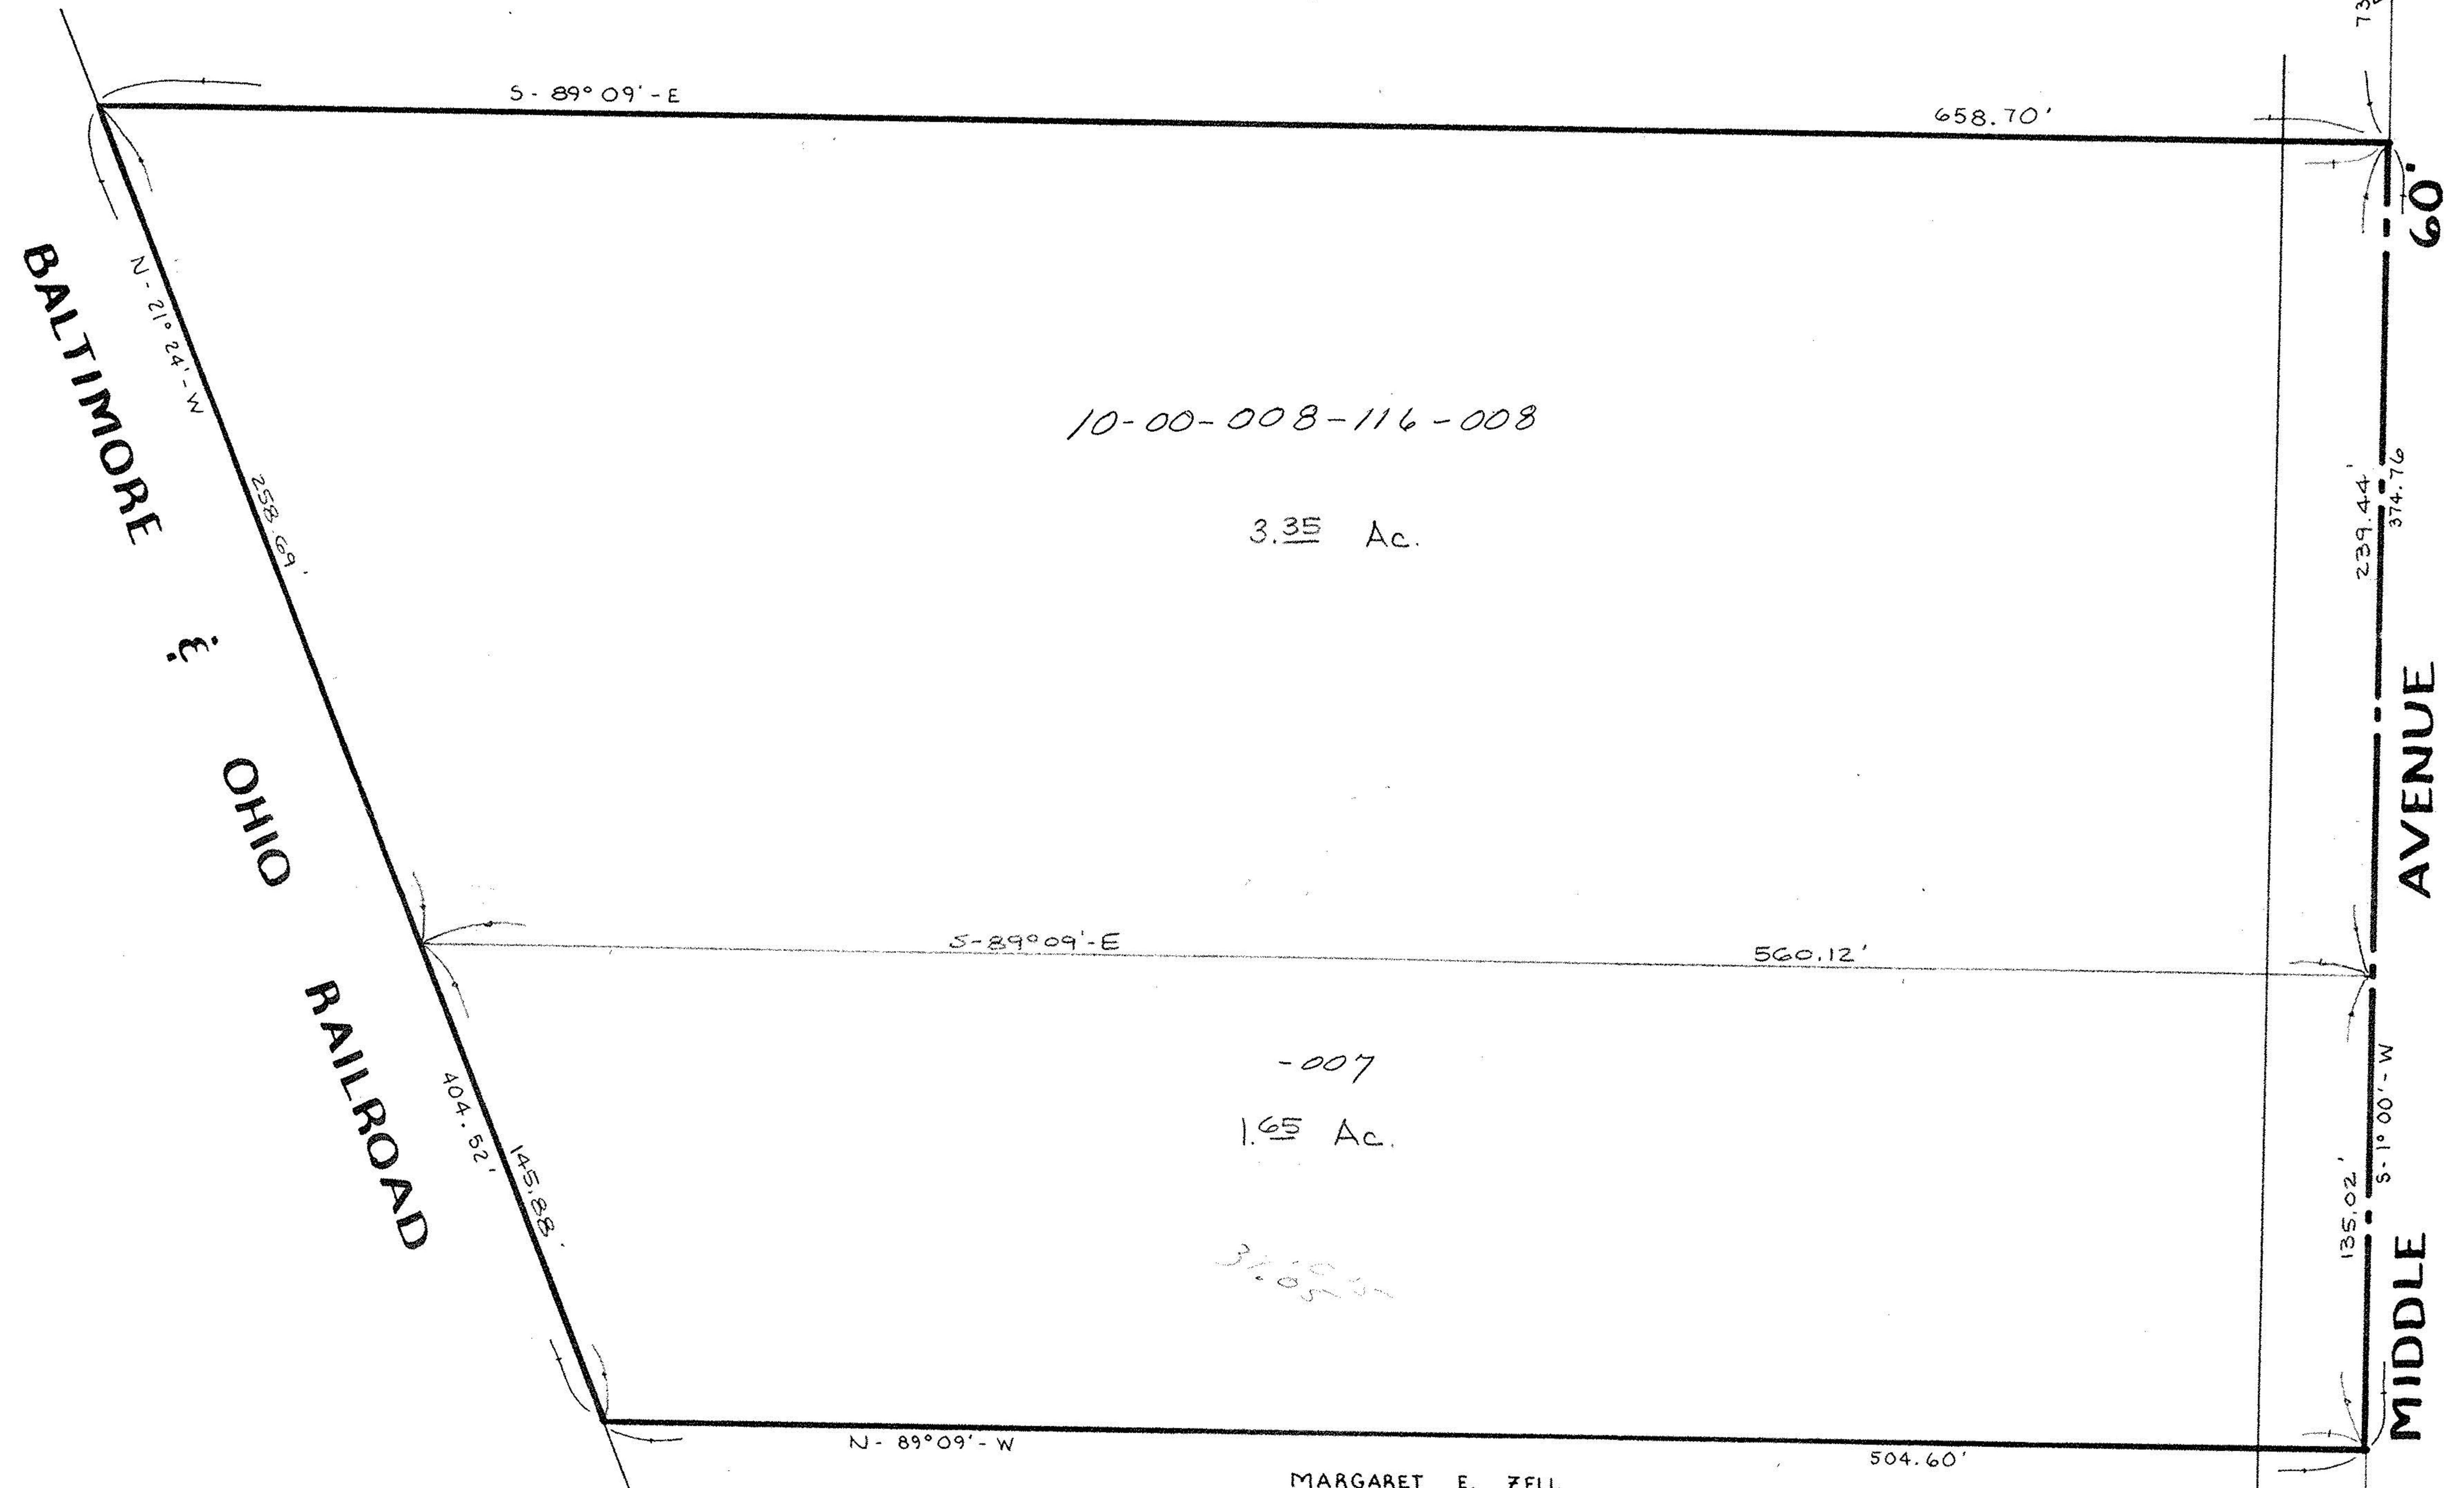 73
S - 89° 09' - E
658.70'
60'
N - 21° 24' - W
258.69'
BALTIMORE & OHIO RAILROAD
10-00-008-116-008
3.35 Ac.
239.44'
374.76
S-89°09'-E
560.12'
-007
1.65 Ac.
404.52'
145.88'
S-1°00'-W
135.02'
MIDDLE AVENUE
N - 89°09' - W
504.60'
MARGARET E. ZELL